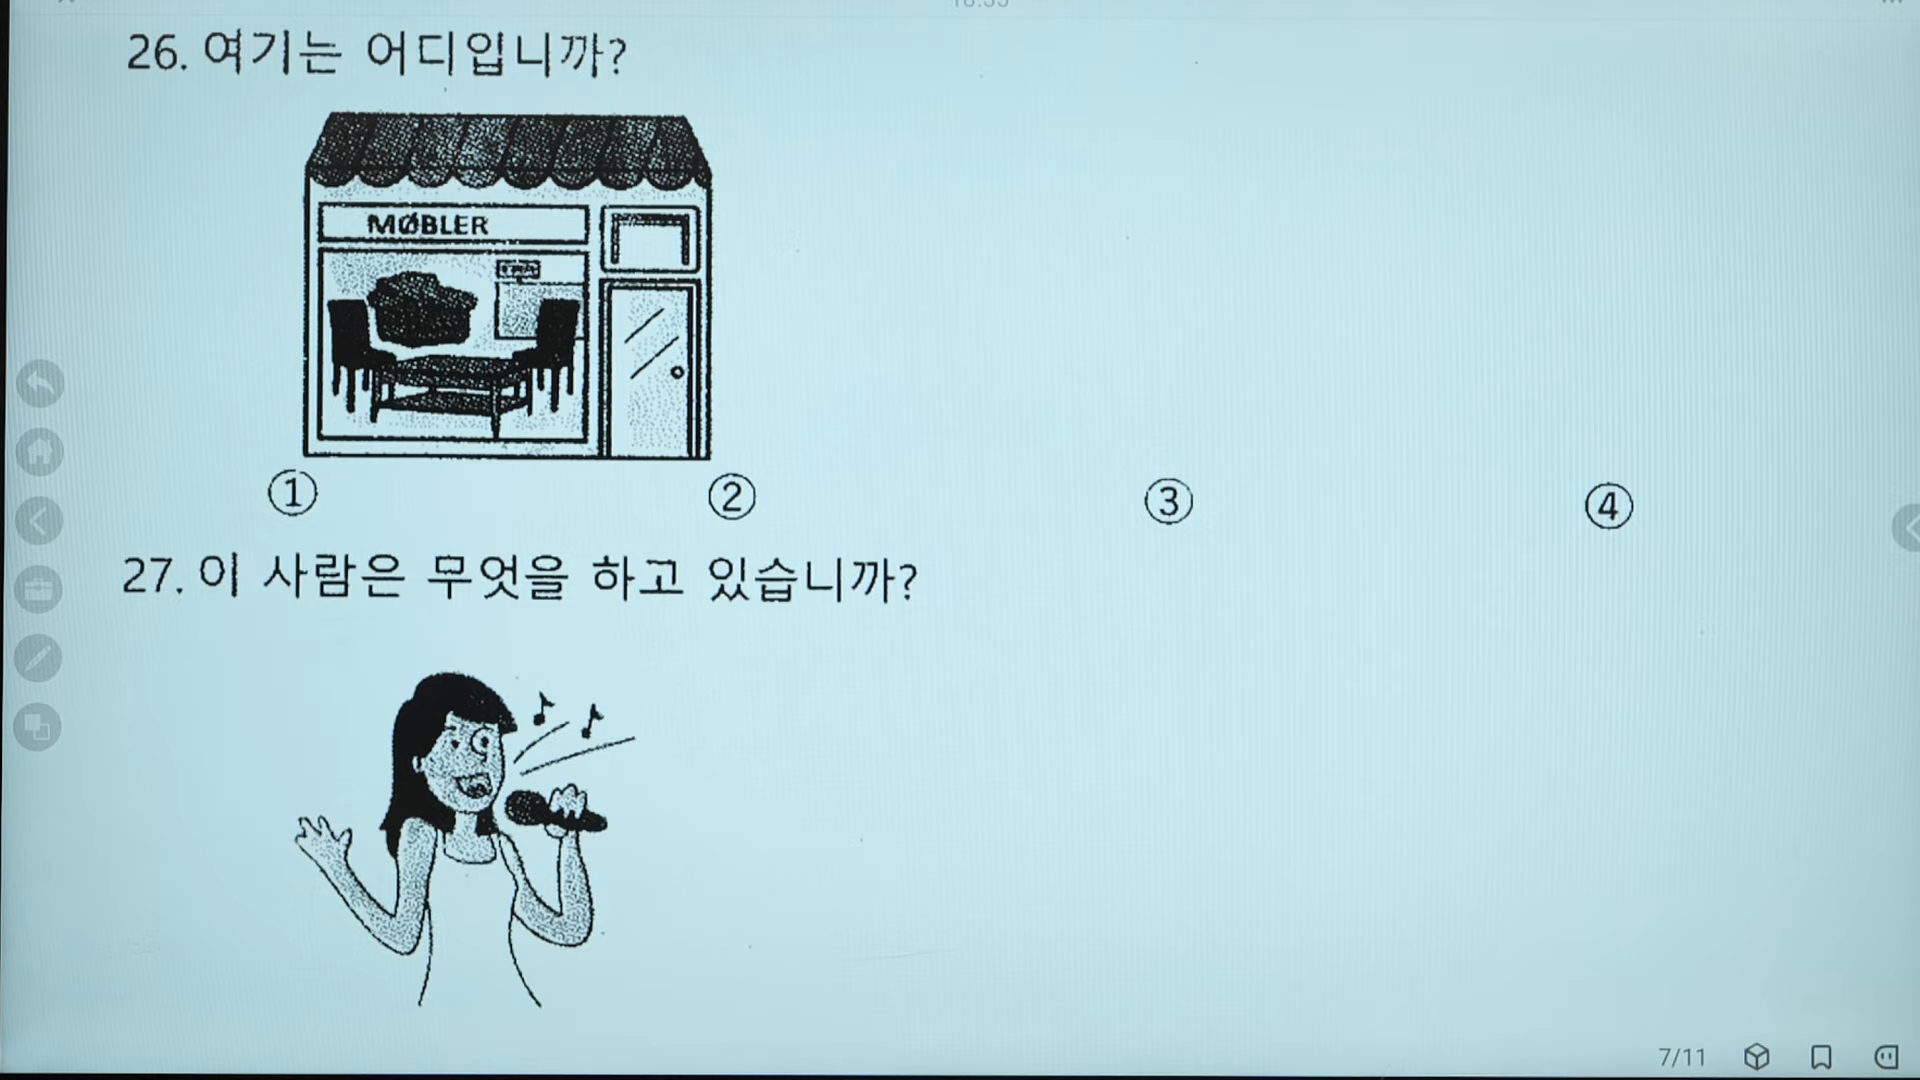 26. 여기는 어디입니까?
MØBLER
① ② ③ ④
27. 이 사람은 무엇을 하고 있습니까?
7/11